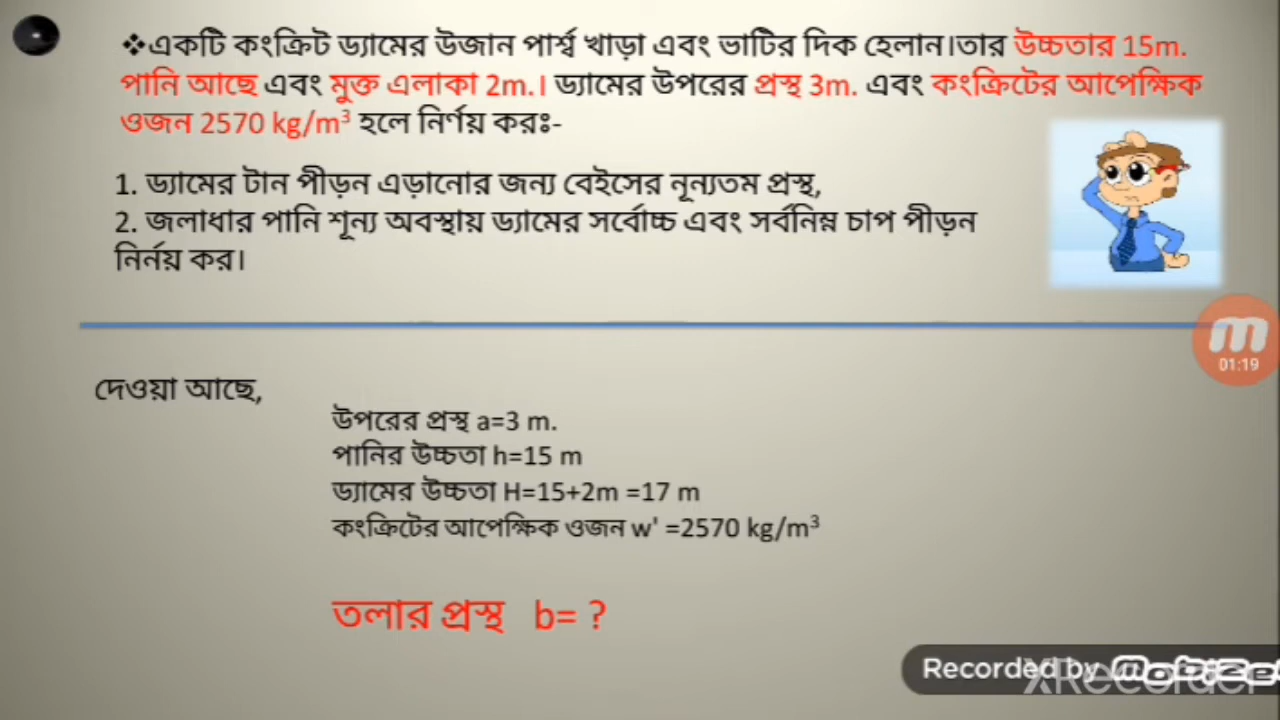 ❖একটি কংক্রিট ড্যামের উজান পার্শ্ব খাড়া এবং ভাটির দিক হেলান।তার উচ্চতার 15m.
পানি আছে এবং মুক্ত এলাকা 2m.। ড্যামের উপরের প্রস্থ 3m. এবং কংক্রিটের আপেক্ষিক
ওজন 2570 kg/m³ হলে নির্ণয় করঃ-
1. ড্যামের টান পীড়ন এড়ানোর জন্য বেইসের নূন্যতম প্রস্থ,
2. জলাধার পানি শূন্য অবস্থায় ড্যামের সর্বোচ্চ এবং সর্বনিম্ন চাপ পীড়ন
নির্নয় কর।
01:19
দেওয়া আছে,
উপরের প্রস্থ a=3 m.
পানির উচ্চতা h=15 m
ড্যামের উচ্চতা H=15+2m =17 m
কংক্রিটের আপেক্ষিক ওজন w' =2570 kg/m³
তলার প্রস্থ b= ?
Recorded by
XRecorder